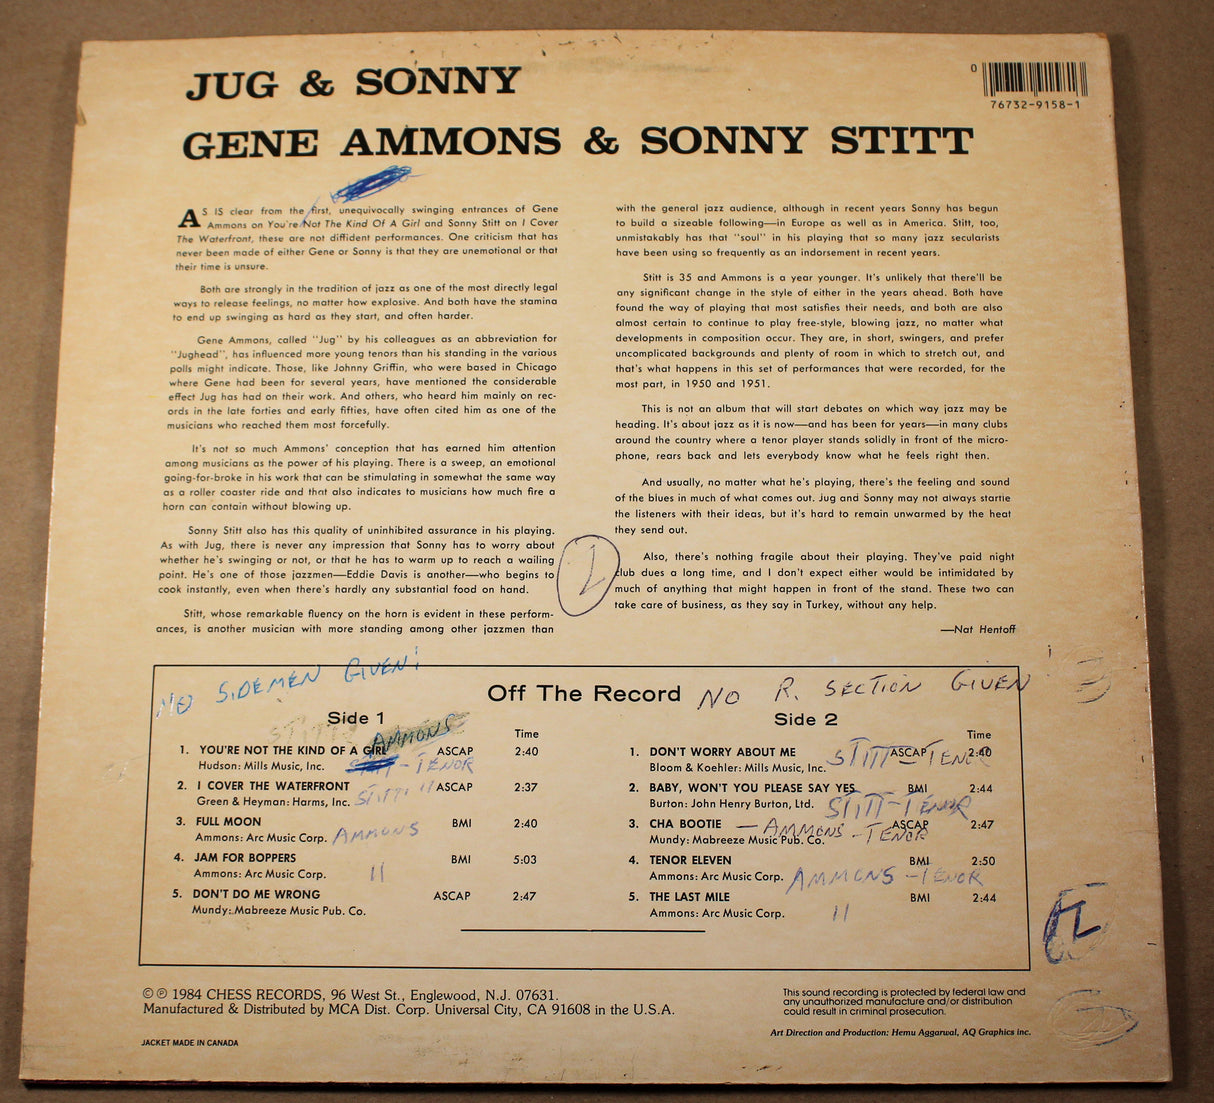 JUG & SONNY
0 76732-9158-1
GENE AMMONS & SONNY STITT
AS IS clear from the first, unequivocally swinging entrances of Gene
Ammons on You're Not The Kind Of A Girl and Sonny Stitt on I Cover
The Waterfront, these are not diffident performances. One criticism that has
never been made of either Gene or Sonny is that they are unemotional or that
their time is unsure.
Both are strongly in the tradition of jazz as one of the most directly legal
ways to release feelings, no matter how explosive. And both have the stamina
to end up swinging as hard as they start, and often harder.
Gene Ammons, called "Jug" by his colleagues as an abbreviation for
"Jughead", has influenced more young tenors than his standing in the various
polls might indicate. Those, like Johnny Griffin, who were based in Chicago
where Gene had been for several years, have mentioned the considerable
effect Jug has had on their work. And others, who heard him mainly on rec-
ords in the late forties and early fifties, have often cited him as one of the
musicians who reached them most forcefully.
It's not so much Ammons' conception that has earned him attention
among musicians as the power of his playing. There is a sweep, an emotional
going-for-broke in his work that can be stimulating in somewhat the same way
as a roller coaster ride and that also indicates to musicians how much fire a
horn can contain without blowing up.
Sonny Stitt also has this quality of uninhibited assurance in his playing.
As with Jug, there is never any impression that Sonny has to worry about
whether he's swinging or not, or that he has to warm up to reach a wailing
point. He's one of those jazzmen—Eddie Davis is another—who begins to
cook instantly, even when there's hardly any substantial food on hand.
Stitt, whose remarkable fluency on the horn is evident in these perform-
ances, is another musician with more standing among other jazzmen than
with the general jazz audience, although in recent years Sonny has begun
to build a sizeable following—in Europe as well as in America. Stitt, too,
unmistakably has that "soul" in his playing that so many jazz secularists
have been using so frequently as an indorsement in recent years.
Stitt is 35 and Ammons is a year younger. It's unlikely that there'll be
any significant change in the style of either in the years ahead. Both have
found the way of playing that most satisfies their needs, and both are also
almost certain to continue to play free-style, blowing jazz, no matter what
developments in composition occur. They are, in short, swingers, and prefer
uncomplicated backgrounds and plenty of room in which to stretch out, and
that's what happens in this set of performances that were recorded, for the
most part, in 1950 and 1951.
This is not an album that will start debates on which way jazz may be
heading. It's about jazz as it is now—and has been for years—in many clubs
around the country where a tenor player stands solidly in front of the micro-
phone, rears back and lets everybody know what he feels right then.
And usually, no matter what he's playing, there's the feeling and sound
of the blues in much of what comes out. Jug and Sonny may not always startle
the listeners with their ideas, but it's hard to remain unwarmed by the heat
they send out.
Also, there's nothing fragile about their playing. They've paid night
club dues a long time, and I don't expect either would be intimidated by
much of anything that might happen in front of the stand. These two can
take care of business, as they say in Turkey, without any help.
—Nat Hentoff
NO SIDEMEN GIVEN!
Off The Record
NO R. SECTION GIVEN
Side 1
STITT AMMONS
Time
1. YOU'RE NOT THE KIND OF A GIRL ASCAP 2:40
Hudson: Mills Music, Inc. STITT - TENOR
2. I COVER THE WATERFRONT ASCAP 2:37
Green & Heyman: Harms, Inc. STITT "
3. FULL MOON BMI 2:40
Ammons: Arc Music Corp. AMMONS
4. JAM FOR BOPPERS BMI 5:03
Ammons: Arc Music Corp. "
5. DON'T DO ME WRONG ASCAP 2:47
Mundy: Mabreeze Music Pub. Co.
Side 2
Time
1. DON'T WORRY ABOUT ME ASCAP 2:40
Bloom & Koehler: Mills Music, Inc. STITT - TENOR
2. BABY, WON'T YOU PLEASE SAY YES BMI 2:44
Burton: John Henry Burton, Ltd. STITT - TENOR
3. CHA BOOTIE — AMMONS - TENOR ASCAP 2:47
Mundy: Mabreeze Music Pub. Co.
4. TENOR ELEVEN BMI 2:50
Ammons: Arc Music Corp. AMMONS - TENOR
5. THE LAST MILE BMI 2:44
Ammons: Arc Music Corp. "
© ℗ 1984 CHESS RECORDS, 96 West St., Englewood, N.J. 07631.
Manufactured & Distributed by MCA Dist. Corp. Universal City, CA 91608 in the U.S.A.
JACKET MADE IN CANADA
This sound recording is protected by federal law and
any unauthorized manufacture and/or distribution
could result in criminal prosecution.
Art Direction and Production: Hemu Aggarwal, AQ Graphics Inc.